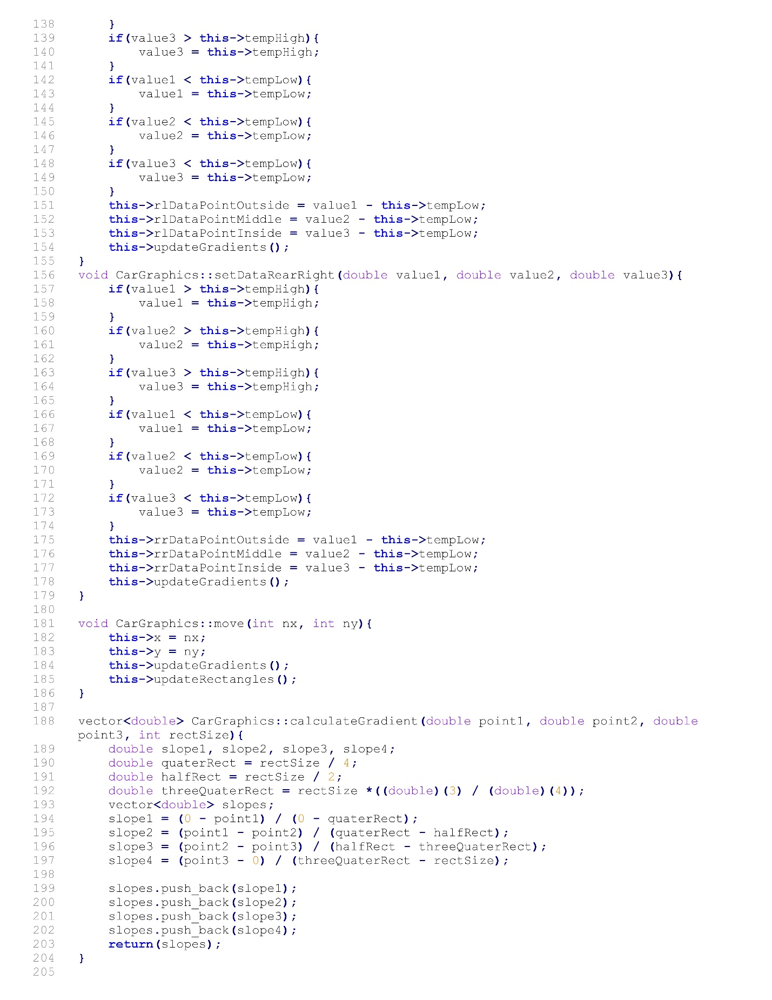 138 }
139 if(value3 > this->tempHigh){
140 value3 = this->tempHigh;
141 }
142 if(value1 < this->tempLow){
143 value1 = this->tempLow;
144 }
145 if(value2 < this->tempLow){
146 value2 = this->tempLow;
147 }
148 if(value3 < this->tempLow){
149 value3 = this->tempLow;
150 }
151 this->rlDataPointOutside = value1 - this->tempLow;
152 this->rlDataPointMiddle = value2 - this->tempLow;
153 this->rlDataPointInside = value3 - this->tempLow;
154 this->updateGradients();
155 }
156 void CarGraphics::setDataRearRight(double value1, double value2, double value3){
157 if(value1 > this->tempHigh){
158 value1 = this->tempHigh;
159 }
160 if(value2 > this->tempHigh){
161 value2 = this->tempHigh;
162 }
163 if(value3 > this->tempHigh){
164 value3 = this->tempHigh;
165 }
166 if(value1 < this->tempLow){
167 value1 = this->tempLow;
168 }
169 if(value2 < this->tempLow){
170 value2 = this->tempLow;
171 }
172 if(value3 < this->tempLow){
173 value3 = this->tempLow;
174 }
175 this->rrDataPointOutside = value1 - this->tempLow;
176 this->rrDataPointMiddle = value2 - this->tempLow;
177 this->rrDataPointInside = value3 - this->tempLow;
178 this->updateGradients();
179 }
180
181 void CarGraphics::move(int nx, int ny){
182 this->x = nx;
183 this->y = ny;
184 this->updateGradients();
185 this->updateRectangles();
186 }
187
188 vector<double> CarGraphics::calculateGradient(double point1, double point2, double
point3, int rectSize){
189 double slope1, slope2, slope3, slope4;
190 double quaterRect = rectSize / 4;
191 double halfRect = rectSize / 2;
192 double threeQuaterRect = rectSize *((double)(3) / (double)(4));
193 vector<double> slopes;
194 slope1 = (0 - point1) / (0 - quaterRect);
195 slope2 = (point1 - point2) / (quaterRect - halfRect);
196 slope3 = (point2 - point3) / (halfRect - threeQuaterRect);
197 slope4 = (point3 - 0) / (threeQuaterRect - rectSize);
198
199 slopes.push_back(slope1);
200 slopes.push_back(slope2);
201 slopes.push_back(slope3);
202 slopes.push_back(slope4);
203 return(slopes);
204 }
205